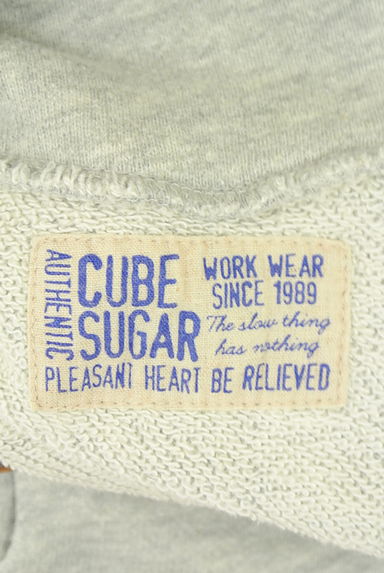 AUTHENTIC
CUBE
SUGAR
WORK WEAR
SINCE 1989
The slow thing
has nothing
PLEASANT HEART BE RELIEVED